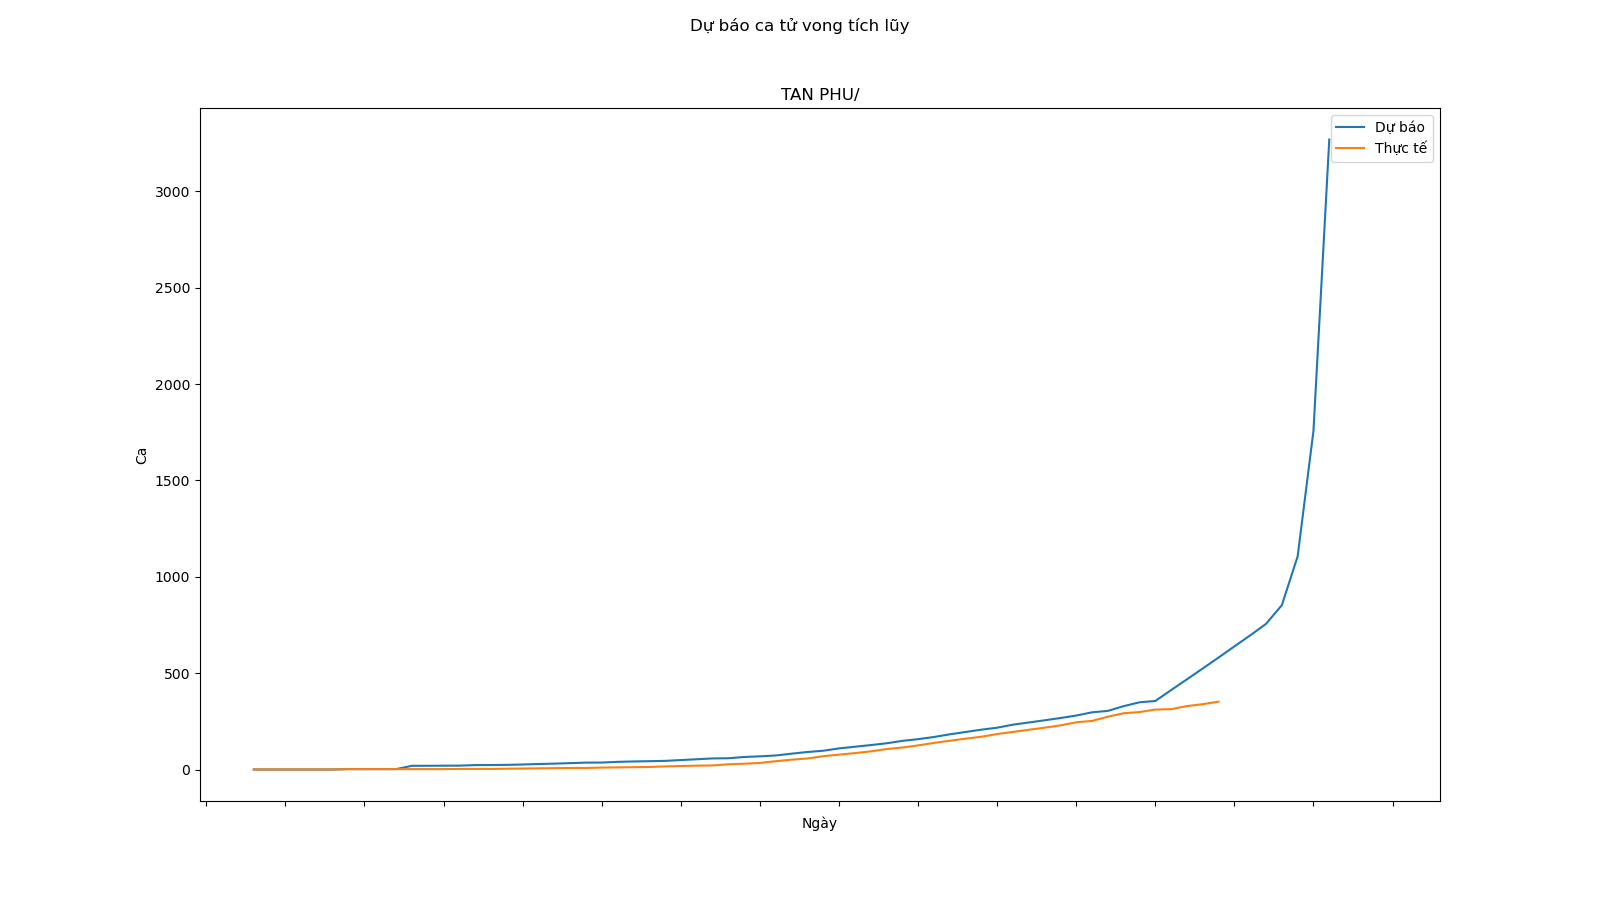 Dự báo ca tử vong tích lũy
TAN PHU/
Dự báo
Thực tế
3000
2500
2000
1500
1000
500
0
Ca
Ngày